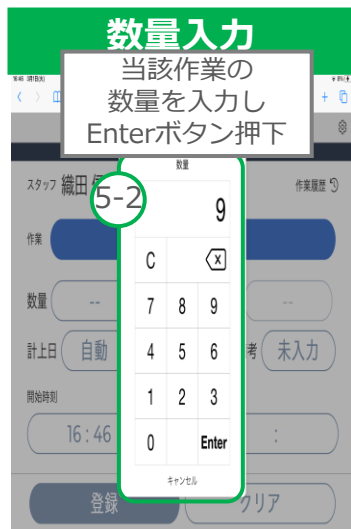 数量入力
当該作業の
数量を入力し
Enterボタン押下
スタッフ 織田
5-2
作業履歴
作業
数量
9
C
7 8 9
4 5 6
1 2 3
0 Enter
キャンセル
数量 --
--
計上日 自動
考 未入力
開始時刻
16:46
:
登録
クリア